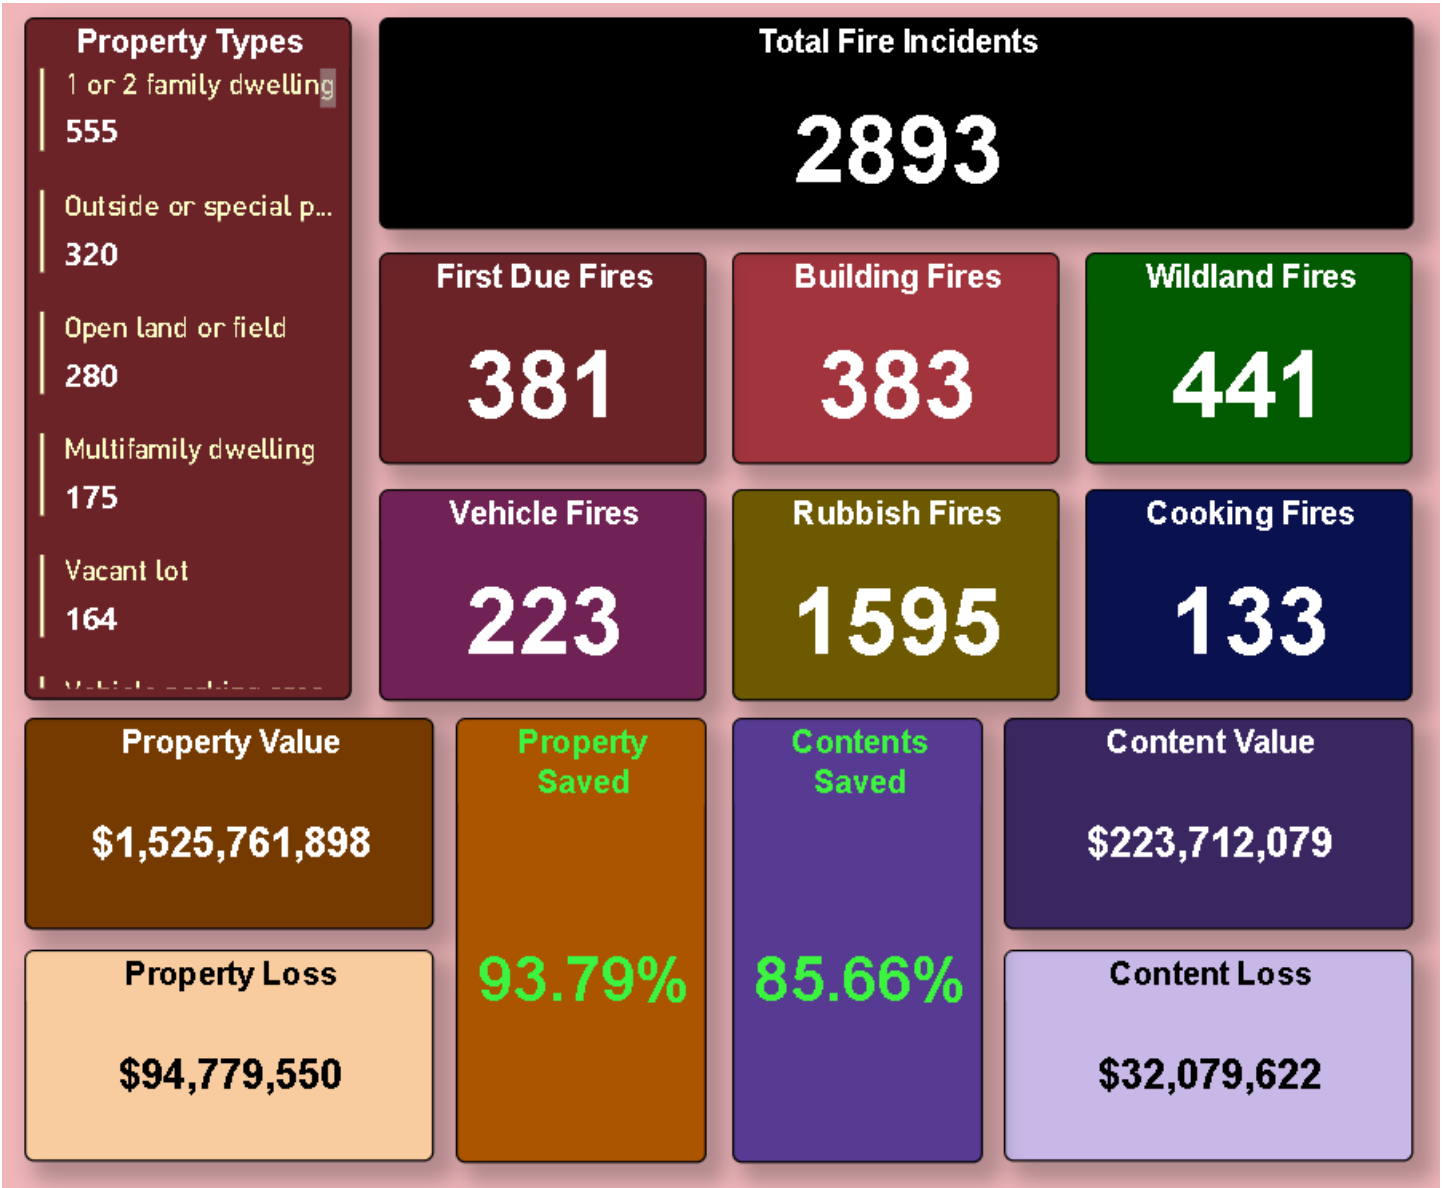 Property Types
1 or 2 family dwelling
555
Outside or special p...
320
Open land or field
280
Multifamily dwelling
175
Vacant lot
164
Total Fire Incidents
2893
First Due Fires
381
Building Fires
383
Wildland Fires
441
Vehicle Fires
223
Rubbish Fires
1595
Cooking Fires
133
Property Value
$1,525,761,898
Property Loss
$94,779,550
Property
Saved
93.79%
Contents
Saved
85.66%
Content Value
$223,712,079
Content Loss
$32,079,622